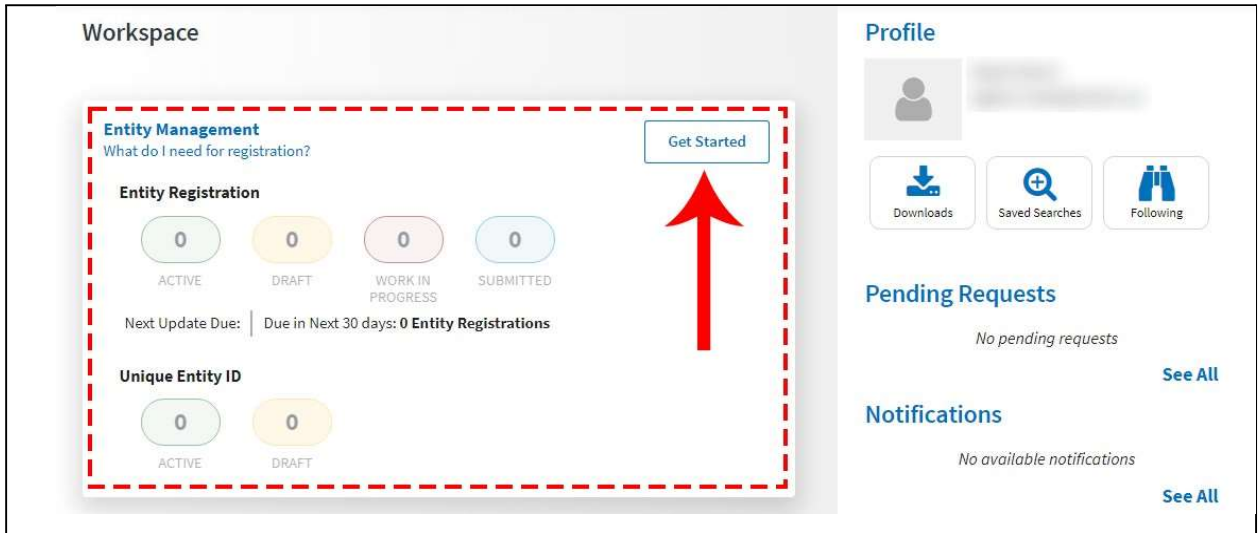 Workspace
Entity Management
What do I need for registration?
Get Started
Entity Registration
0 0 0 0
ACTIVE DRAFT WORK IN PROGRESS SUBMITTED
Next Update Due: Due in Next 30 days: 0 Entity Registrations
Unique Entity ID
0 0
ACTIVE DRAFT
Profile
Downloads Saved Searches Following
Pending Requests
No pending requests
See All
Notifications
No available notifications
See All